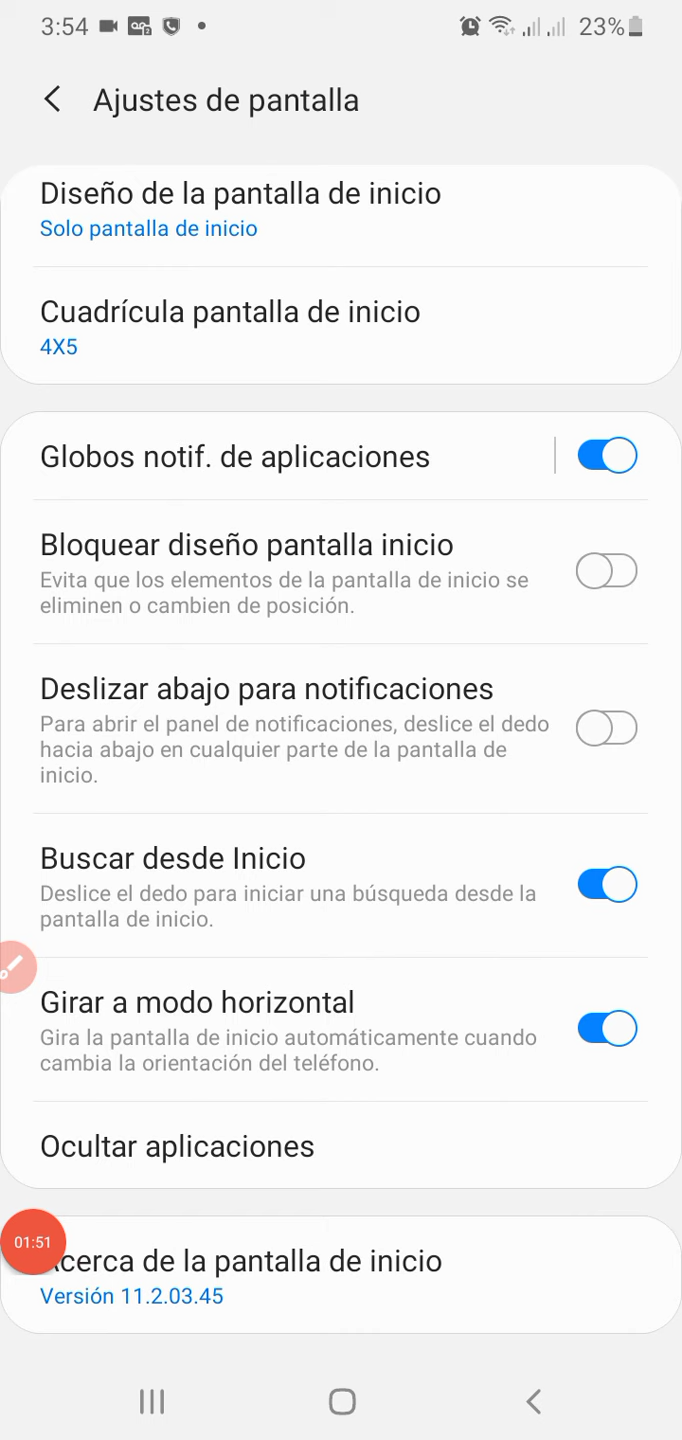 3:54
23%
Ajustes de pantalla
Diseño de la pantalla de inicio
Solo pantalla de inicio
Cuadrícula pantalla de inicio
4X5
Globos notif. de aplicaciones
Bloquear diseño pantalla inicio
Evita que los elementos de la pantalla de inicio se
eliminen o cambien de posición.
Deslizar abajo para notificaciones
Para abrir el panel de notificaciones, deslice el dedo
hacia abajo en cualquier parte de la pantalla de
inicio.
Buscar desde Inicio
Deslice el dedo para iniciar una búsqueda desde la
pantalla de inicio.
Girar a modo horizontal
Gira la pantalla de inicio automáticamente cuando
cambia la orientación del teléfono.
Ocultar aplicaciones
01:51
Acerca de la pantalla de inicio
Versión 11.2.03.45